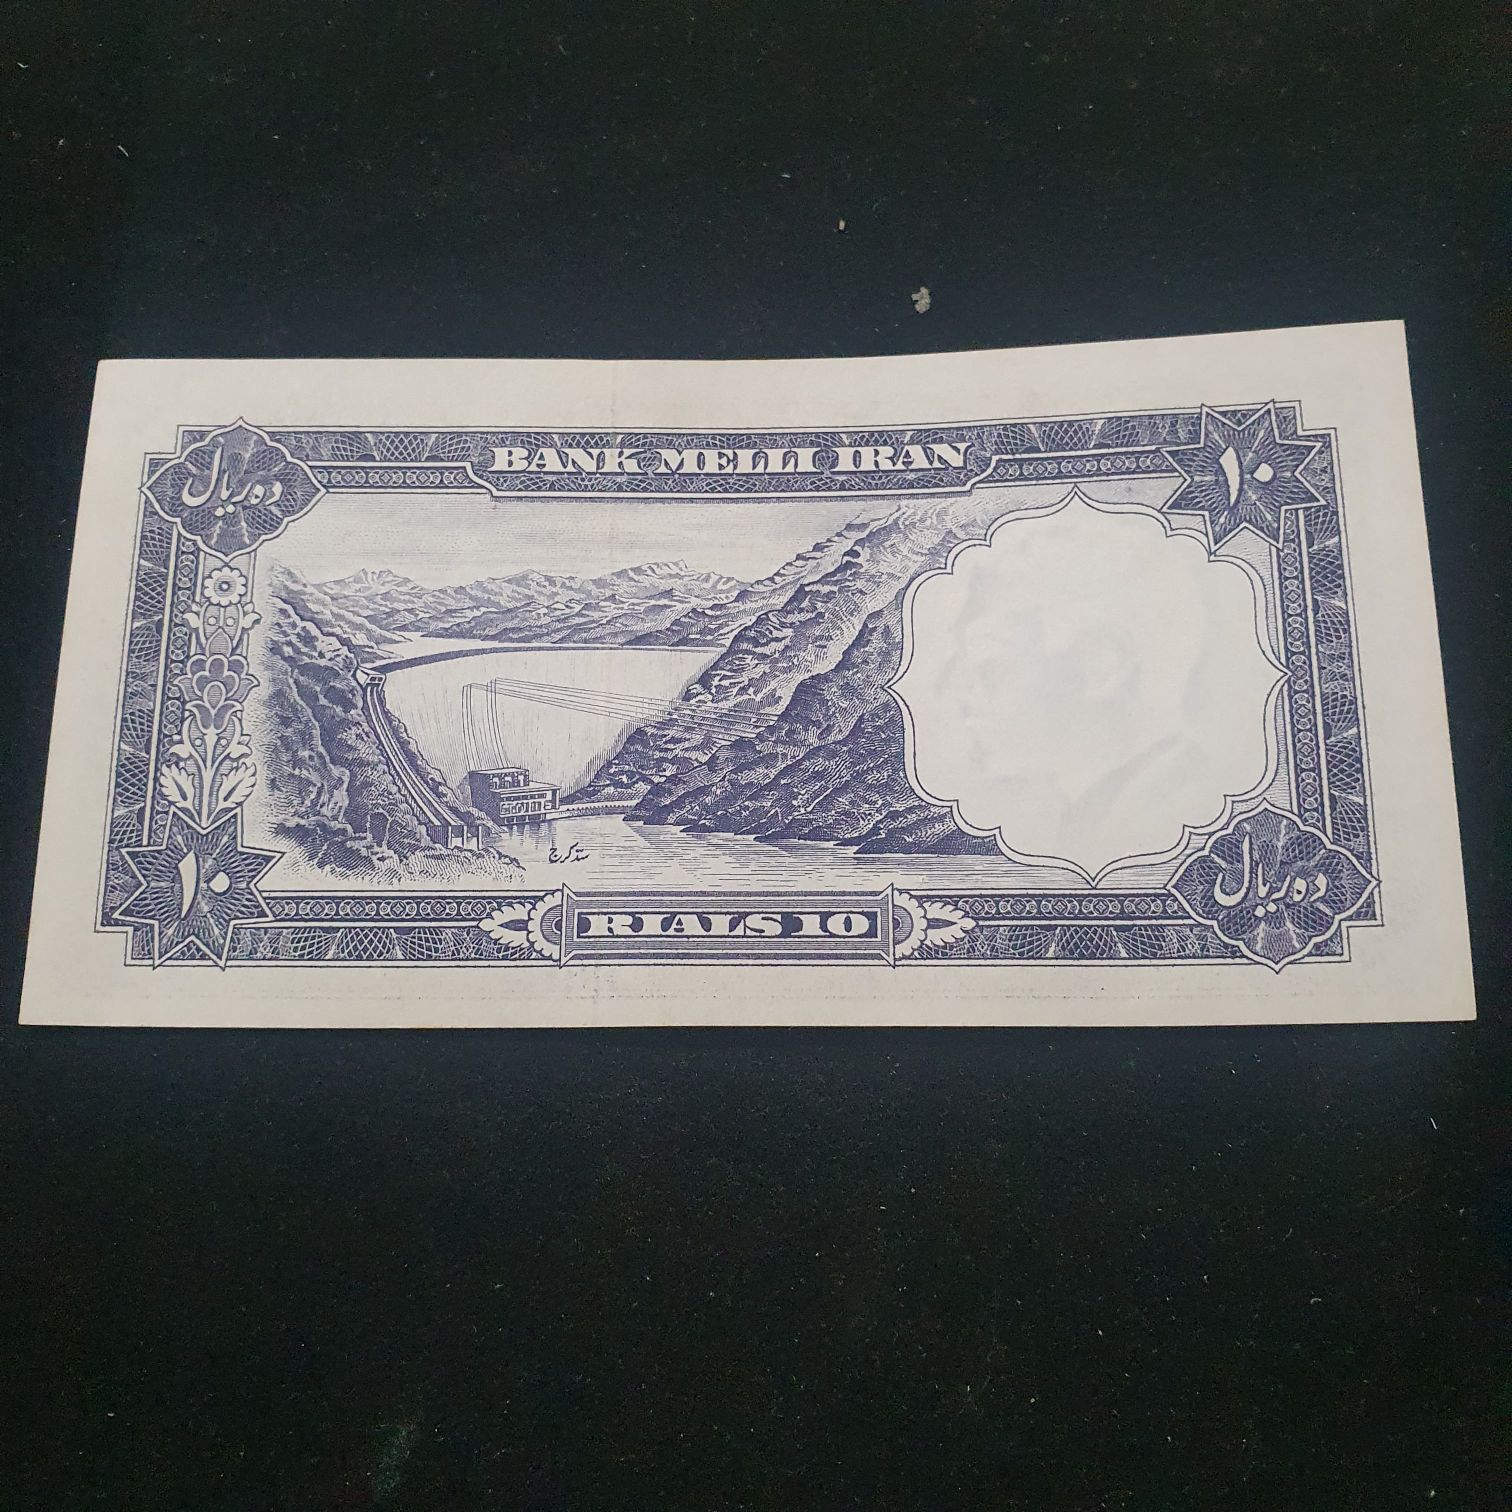 BANK MELLI IRAN
ده ریال
۱۰
سد کرج
۱۰
RIALS 10
ده ریال